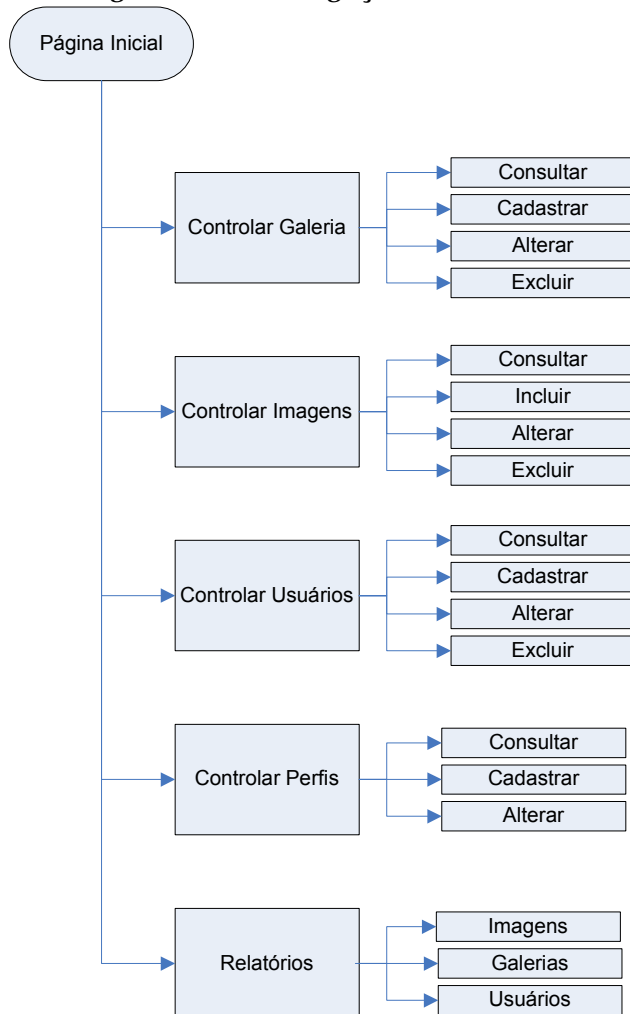 Página Inicial
Controlar Galeria
Consultar
Cadastrar
Alterar
Excluir
Controlar Imagens
Consultar
Incluir
Alterar
Excluir
Controlar Usuários
Consultar
Cadastrar
Alterar
Excluir
Controlar Perfis
Consultar
Cadastrar
Alterar
Relatórios
Imagens
Galerias
Usuários